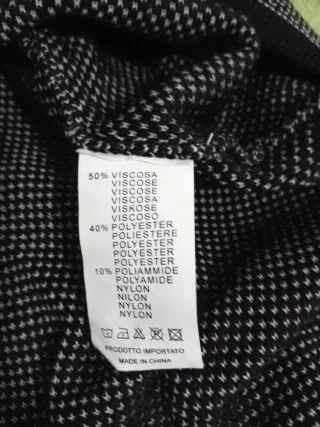 50% VISCOSA
VISCOSE
VISCOSE
VISCOSA
VISKOSE
VISCOSO
40% POLYESTER
POLIESTERE
POLYESTER
POLYESTER
POLYESTER
10% POLIAMMIDE
POLYAMIDE
NYLON
NILON
NYLON
NYLON
PRODOTTO IMPORTATO
MADE IN CHINA